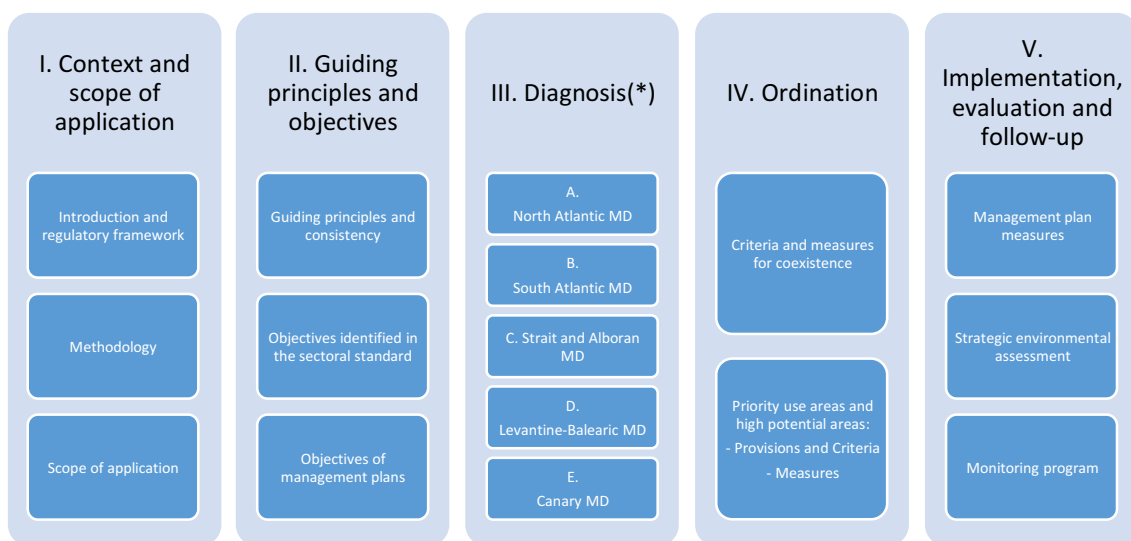 I. Context and
scope of
application
Introduction and
regulatory framework
Methodology
Scope of application
II. Guiding
principles and
objectives
Guiding principles and
consistency
Objectives identified in
the sectoral standard
Objectives of
management plans
III. Diagnosis(*)
A.
North Atlantic MD
B.
South Atlantic MD
C. Strait and Alboran
MD
D.
Levantine-Balearic MD
E.
Canary MD
IV. Ordination
Criteria and measures
for coexistence
Priority use areas and
high potential areas:
- Provisions and Criteria
- Measures
V.
Implementation,
evaluation and
follow-up
Management plan
measures
Strategic environmental
assessment
Monitoring program